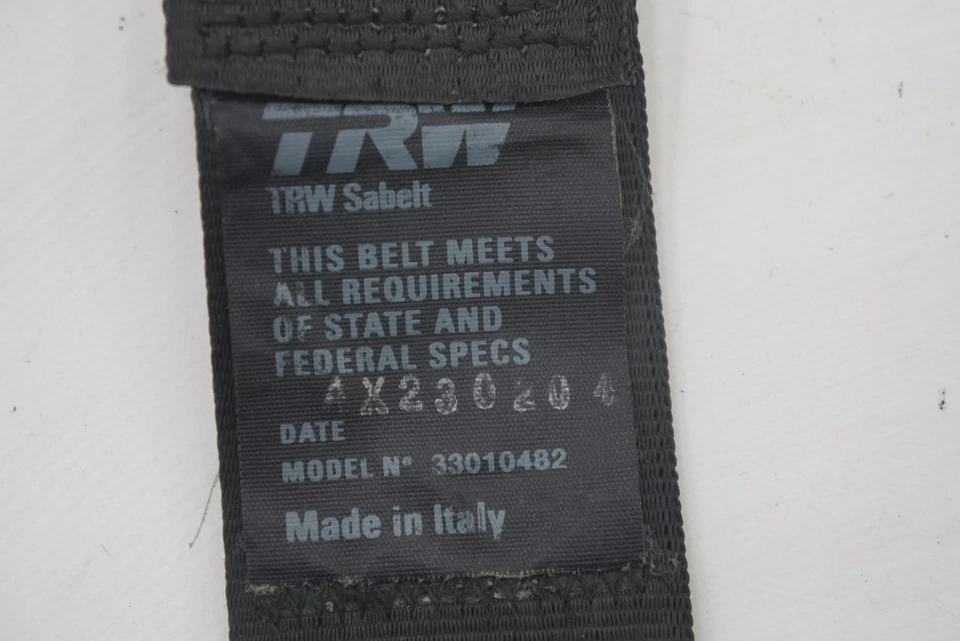 TRW
TRW Sabelt
THIS BELT MEETS
ALL REQUIREMENTS
OF STATE AND
FEDERAL SPECS
4X230204
DATE
MODEL Nº 33010482
Made in Italy